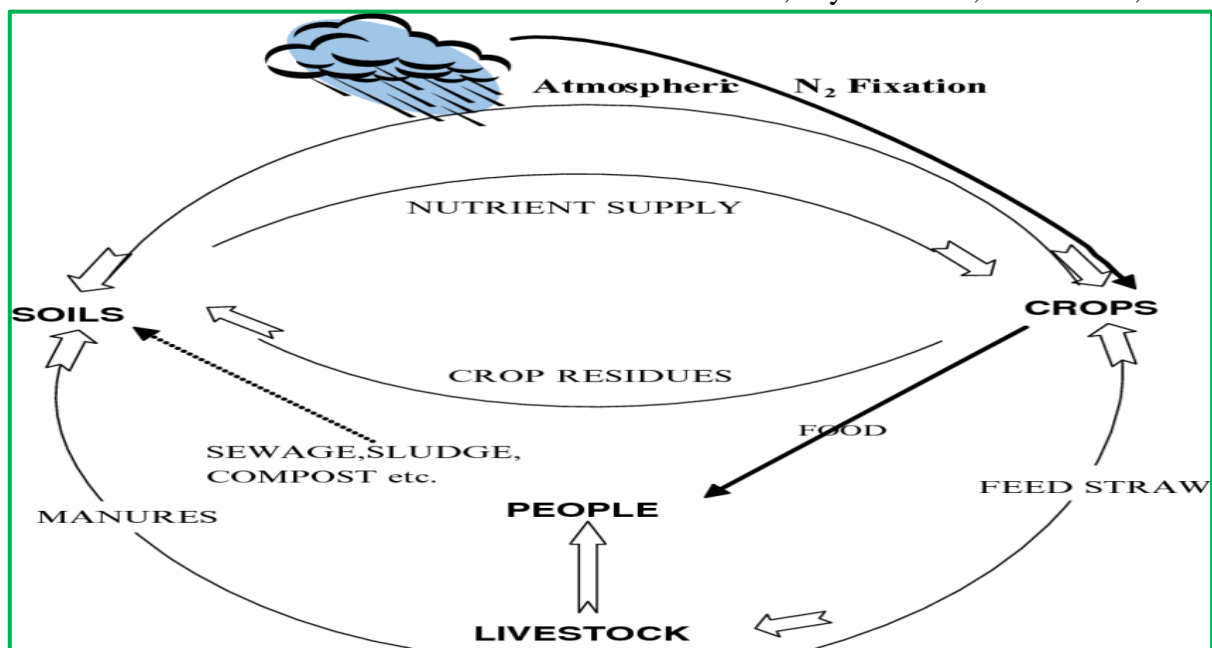 Atmospheric N₂ Fixation
NUTRIENT SUPPLY
SOILS
CROPS
CROP RESIDUES
FOOD
SEWAGE,SLUDGE,
COMPOST etc.
FEED STRAW
PEOPLE
MANURES
LIVESTOCK